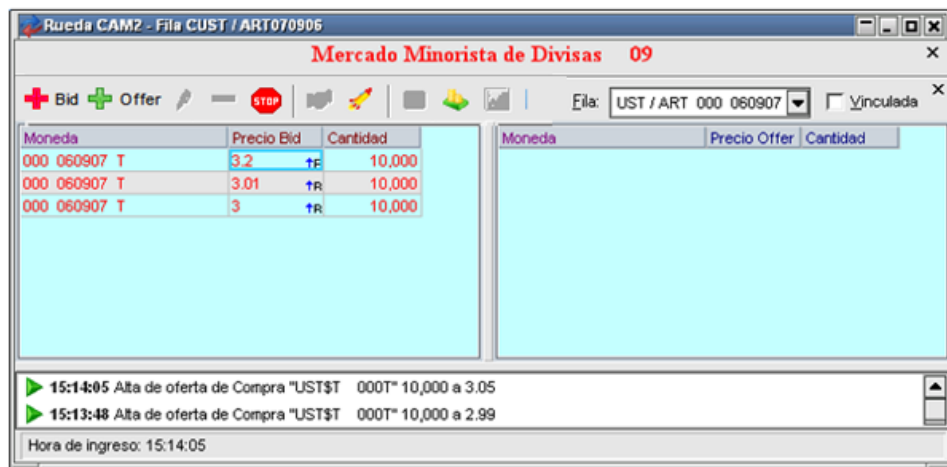 Rueda CAM2 - Fila CUST / ART070906
Mercado Minorista de Divisas 09
Bid Offer STOP Fila: UST / ART 000 060907 Vinculada
Moneda Precio Bid Cantidad Moneda Precio Offer Cantidad
000 060907 T 3.2 ↑F 10,000
000 060907 T 3.01 ↑R 10,000
000 060907 T 3 ↑R 10,000
15:14:05 Alta de oferta de Compra "UST$T 000T" 10,000 a 3.05
15:13:48 Alta de oferta de Compra "UST$T 000T" 10,000 a 2.99
Hora de ingreso: 15:14:05